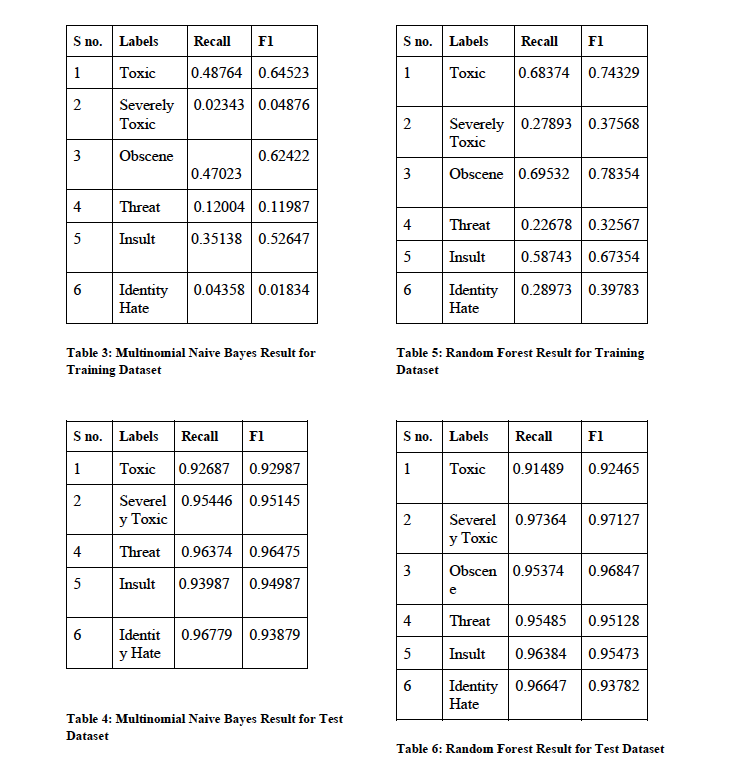 S no. Labels Recall F1
1 Toxic 0.48764 0.64523
2 Severely 0.02343 0.04876
Toxic
3 Obscene 0.62422
0.47023
4 Threat 0.12004 0.11987
5 Insult 0.35138 0.52647
6 Identity 0.04358 0.01834
Hate
Table 3: Multinomial Naive Bayes Result for
Training Dataset
S no. Labels Recall F1
1 Toxic 0.68374 0.74329
2 Severely 0.27893 0.37568
Toxic
3 Obscene 0.69532 0.78354
4 Threat 0.22678 0.32567
5 Insult 0.58743 0.67354
6 Identity 0.28973 0.39783
Hate
Table 5: Random Forest Result for Training
Dataset
S no. Labels Recall F1
1 Toxic 0.92687 0.92987
2 Severel 0.95446 0.95145
y Toxic
4 Threat 0.96374 0.96475
5 Insult 0.93987 0.94987
6 Identit 0.96779 0.93879
y Hate
Table 4: Multinomial Naive Bayes Result for Test
Dataset
S no. Labels Recall F1
1 Toxic 0.91489 0.92465
2 Severel 0.97364 0.97127
y Toxic
3 Obscen 0.95374 0.96847
e
4 Threat 0.95485 0.95128
5 Insult 0.96384 0.95473
6 Identity 0.96647 0.93782
Hate
Table 6: Random Forest Result for Test Dataset